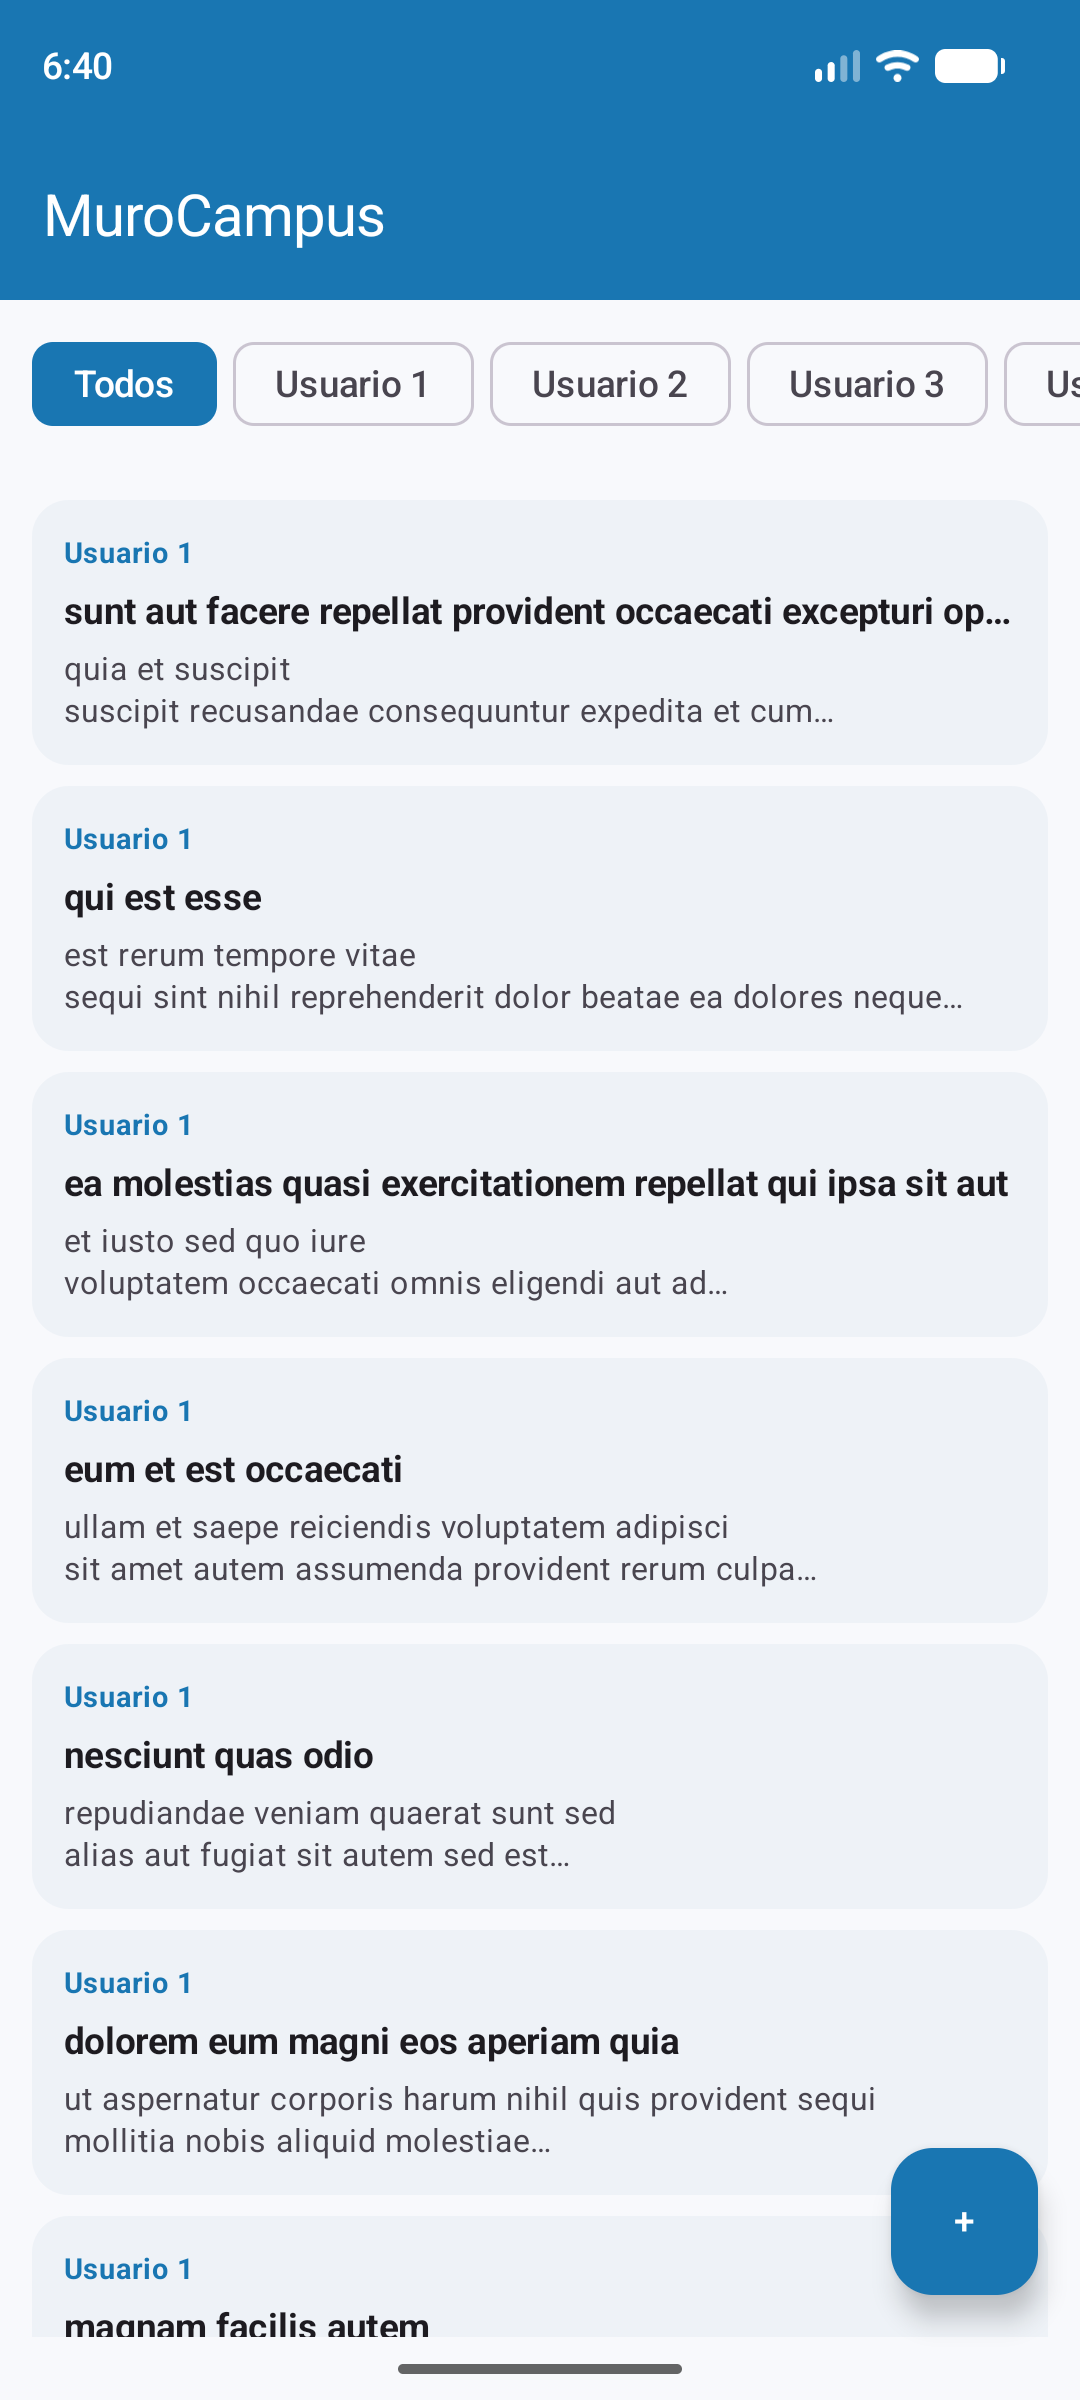 6:40
MuroCampus
Todos
Usuario 1
Usuario 2
Usuario 3
Us
Usuario 1
sunt aut facere repellat provident occaecati excepturi op...
quia et suscipit
suscipit recusandae consequuntur expedita et cum...
Usuario 1
qui est esse
est rerum tempore vitae
sequi sint nihil reprehenderit dolor beatae ea dolores neque...
Usuario 1
ea molestias quasi exercitationem repellat qui ipsa sit aut
et iusto sed quo iure
voluptatem occaecati omnis eligendi aut ad...
Usuario 1
eum et est occaecati
ullam et saepe reiciendis voluptatem adipisci
sit amet autem assumenda provident rerum culpa...
Usuario 1
nesciunt quas odio
repudiandae veniam quaerat sunt sed
alias aut fugiat sit autem sed est...
Usuario 1
dolorem eum magni eos aperiam quia
ut aspernatur corporis harum nihil quis provident sequi
mollitia nobis aliquid molestiae...
+
Usuario 1
magnam facilis autem